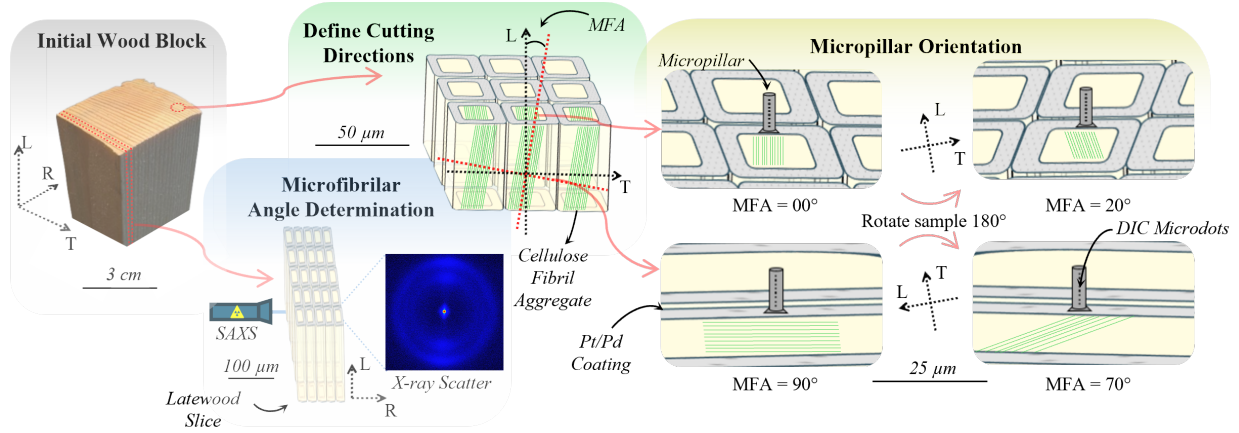 Initial Wood Block
L
R
T
3 cm
Define Cutting
Directions
L
MFA
50 µm
T
Cellulose
Fibril
Aggregate
Microfibrilar
Angle Determination
SAXS
100 µm
L
R
X-ray Scatter
Latewood
Slice
Micropillar Orientation
Micropillar
L
T
MFA = 00°
MFA = 20°
Rotate sample 180°
DIC Microdots
T
L
Pt/Pd
Coating
MFA = 90°
25 µm
MFA = 70°